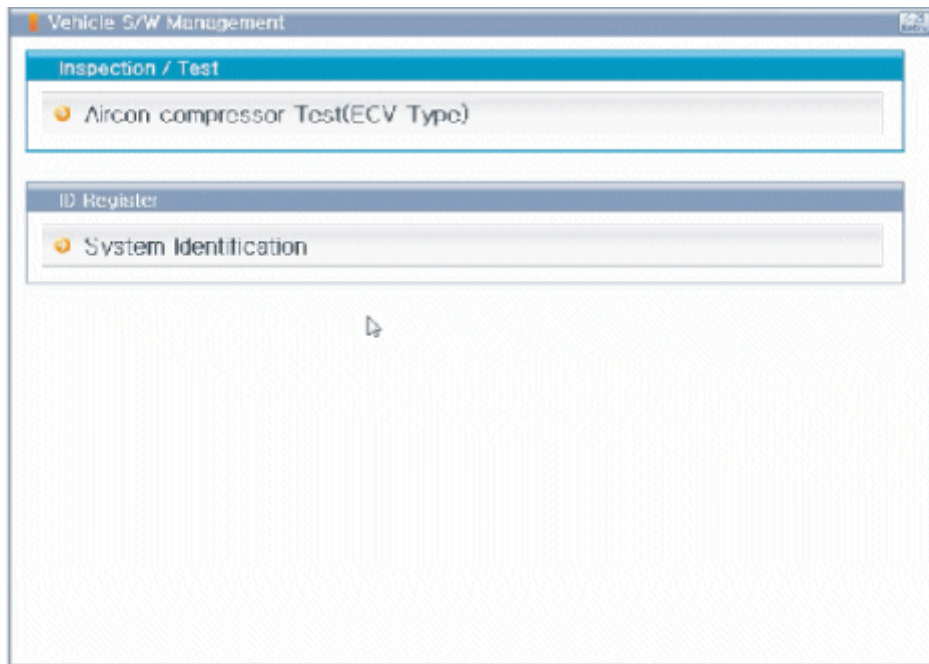 Vehicle S/W Management
Inspection / Test
Aircon compressor Test(ECV Type)
ID Register
System Identification